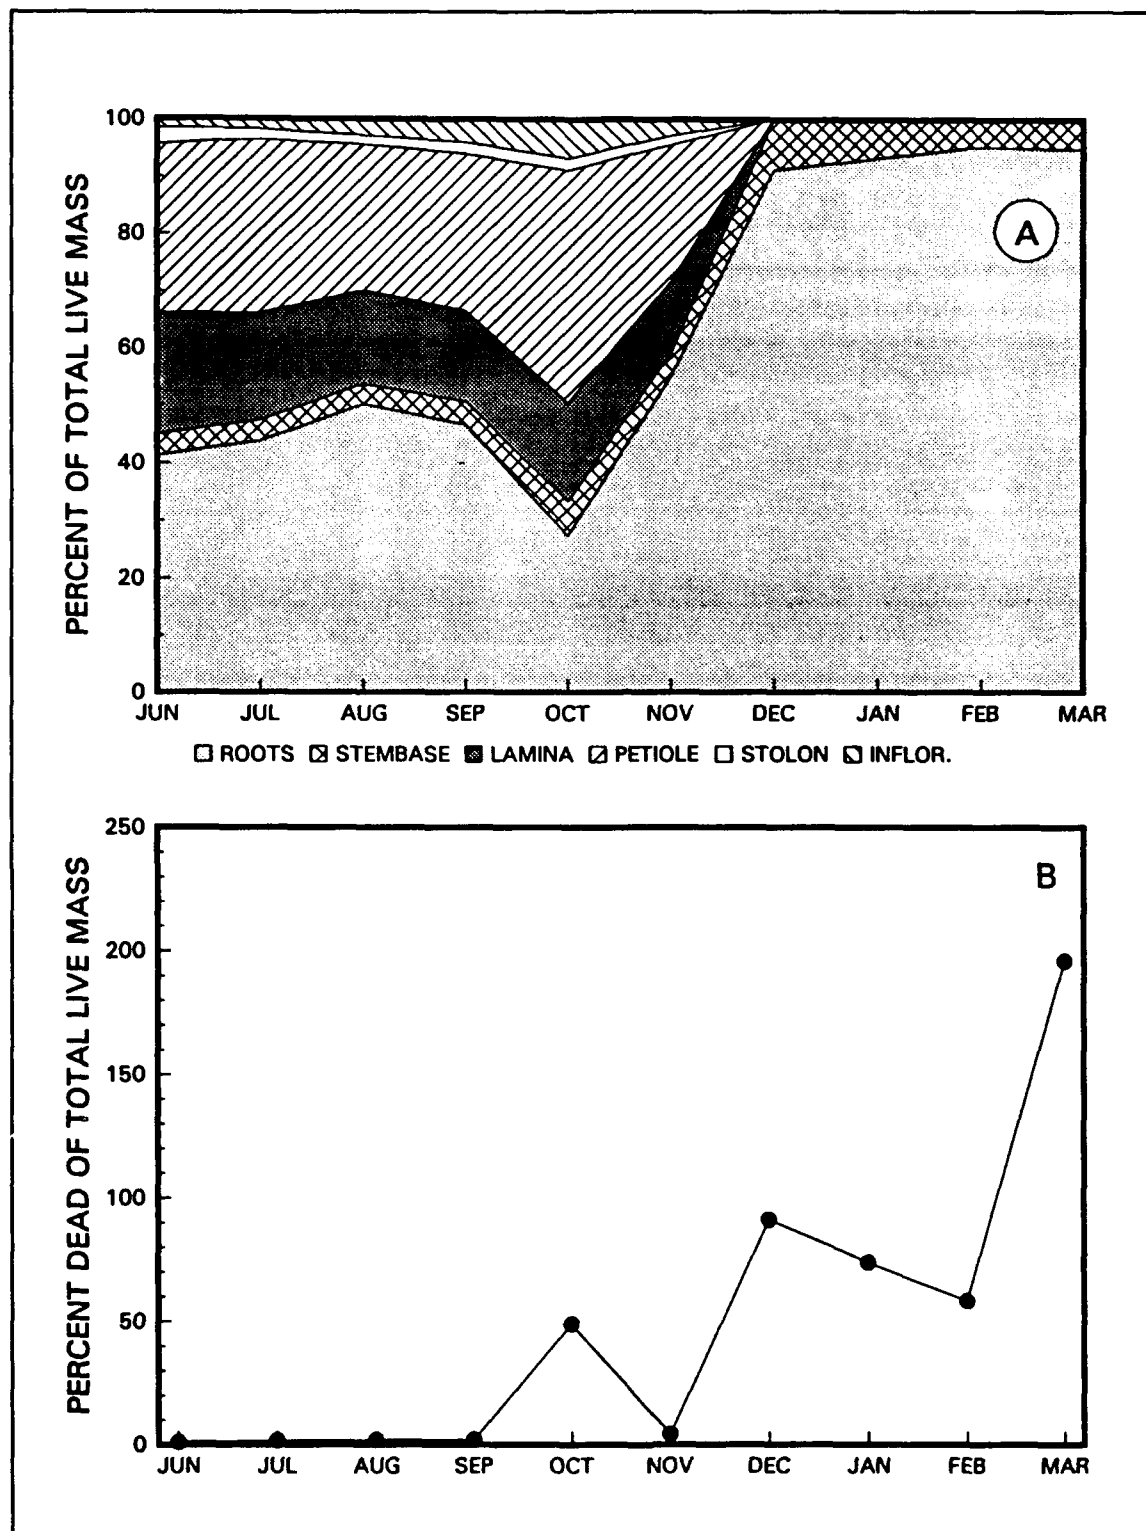 PERCENT OF TOTAL LIVE MASS
100
80
60
40
20
0
A
JUN JUL AUG SEP OCT NOV DEC JAN FEB MAR
ROOTS STEMBASE LAMINA PETIOLE STOLON INFLOR.
PERCENT DEAD OF TOTAL LIVE MASS
250
200
150
100
50
0
B
JUN JUL AUG SEP OCT NOV DEC JAN FEB MAR